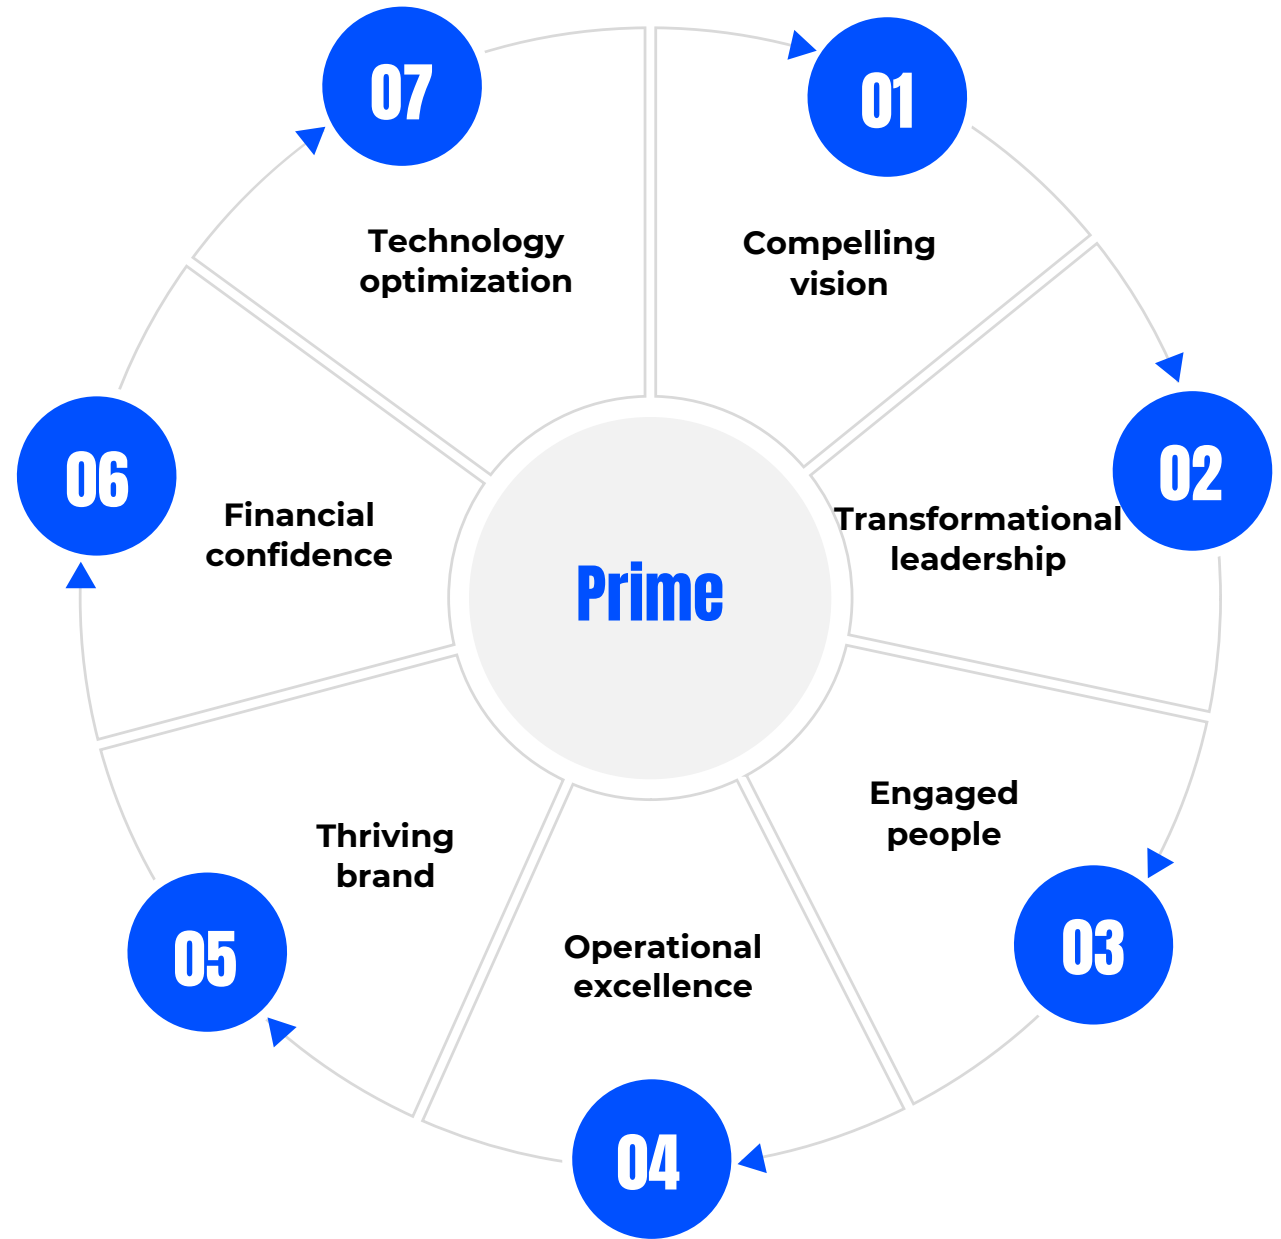 07
01
Technology
optimization
Compelling
vision
06
02
Financial
confidence
Transformational
leadership
Prime
Engaged
people
Thriving
brand
05
03
Operational
excellence
04